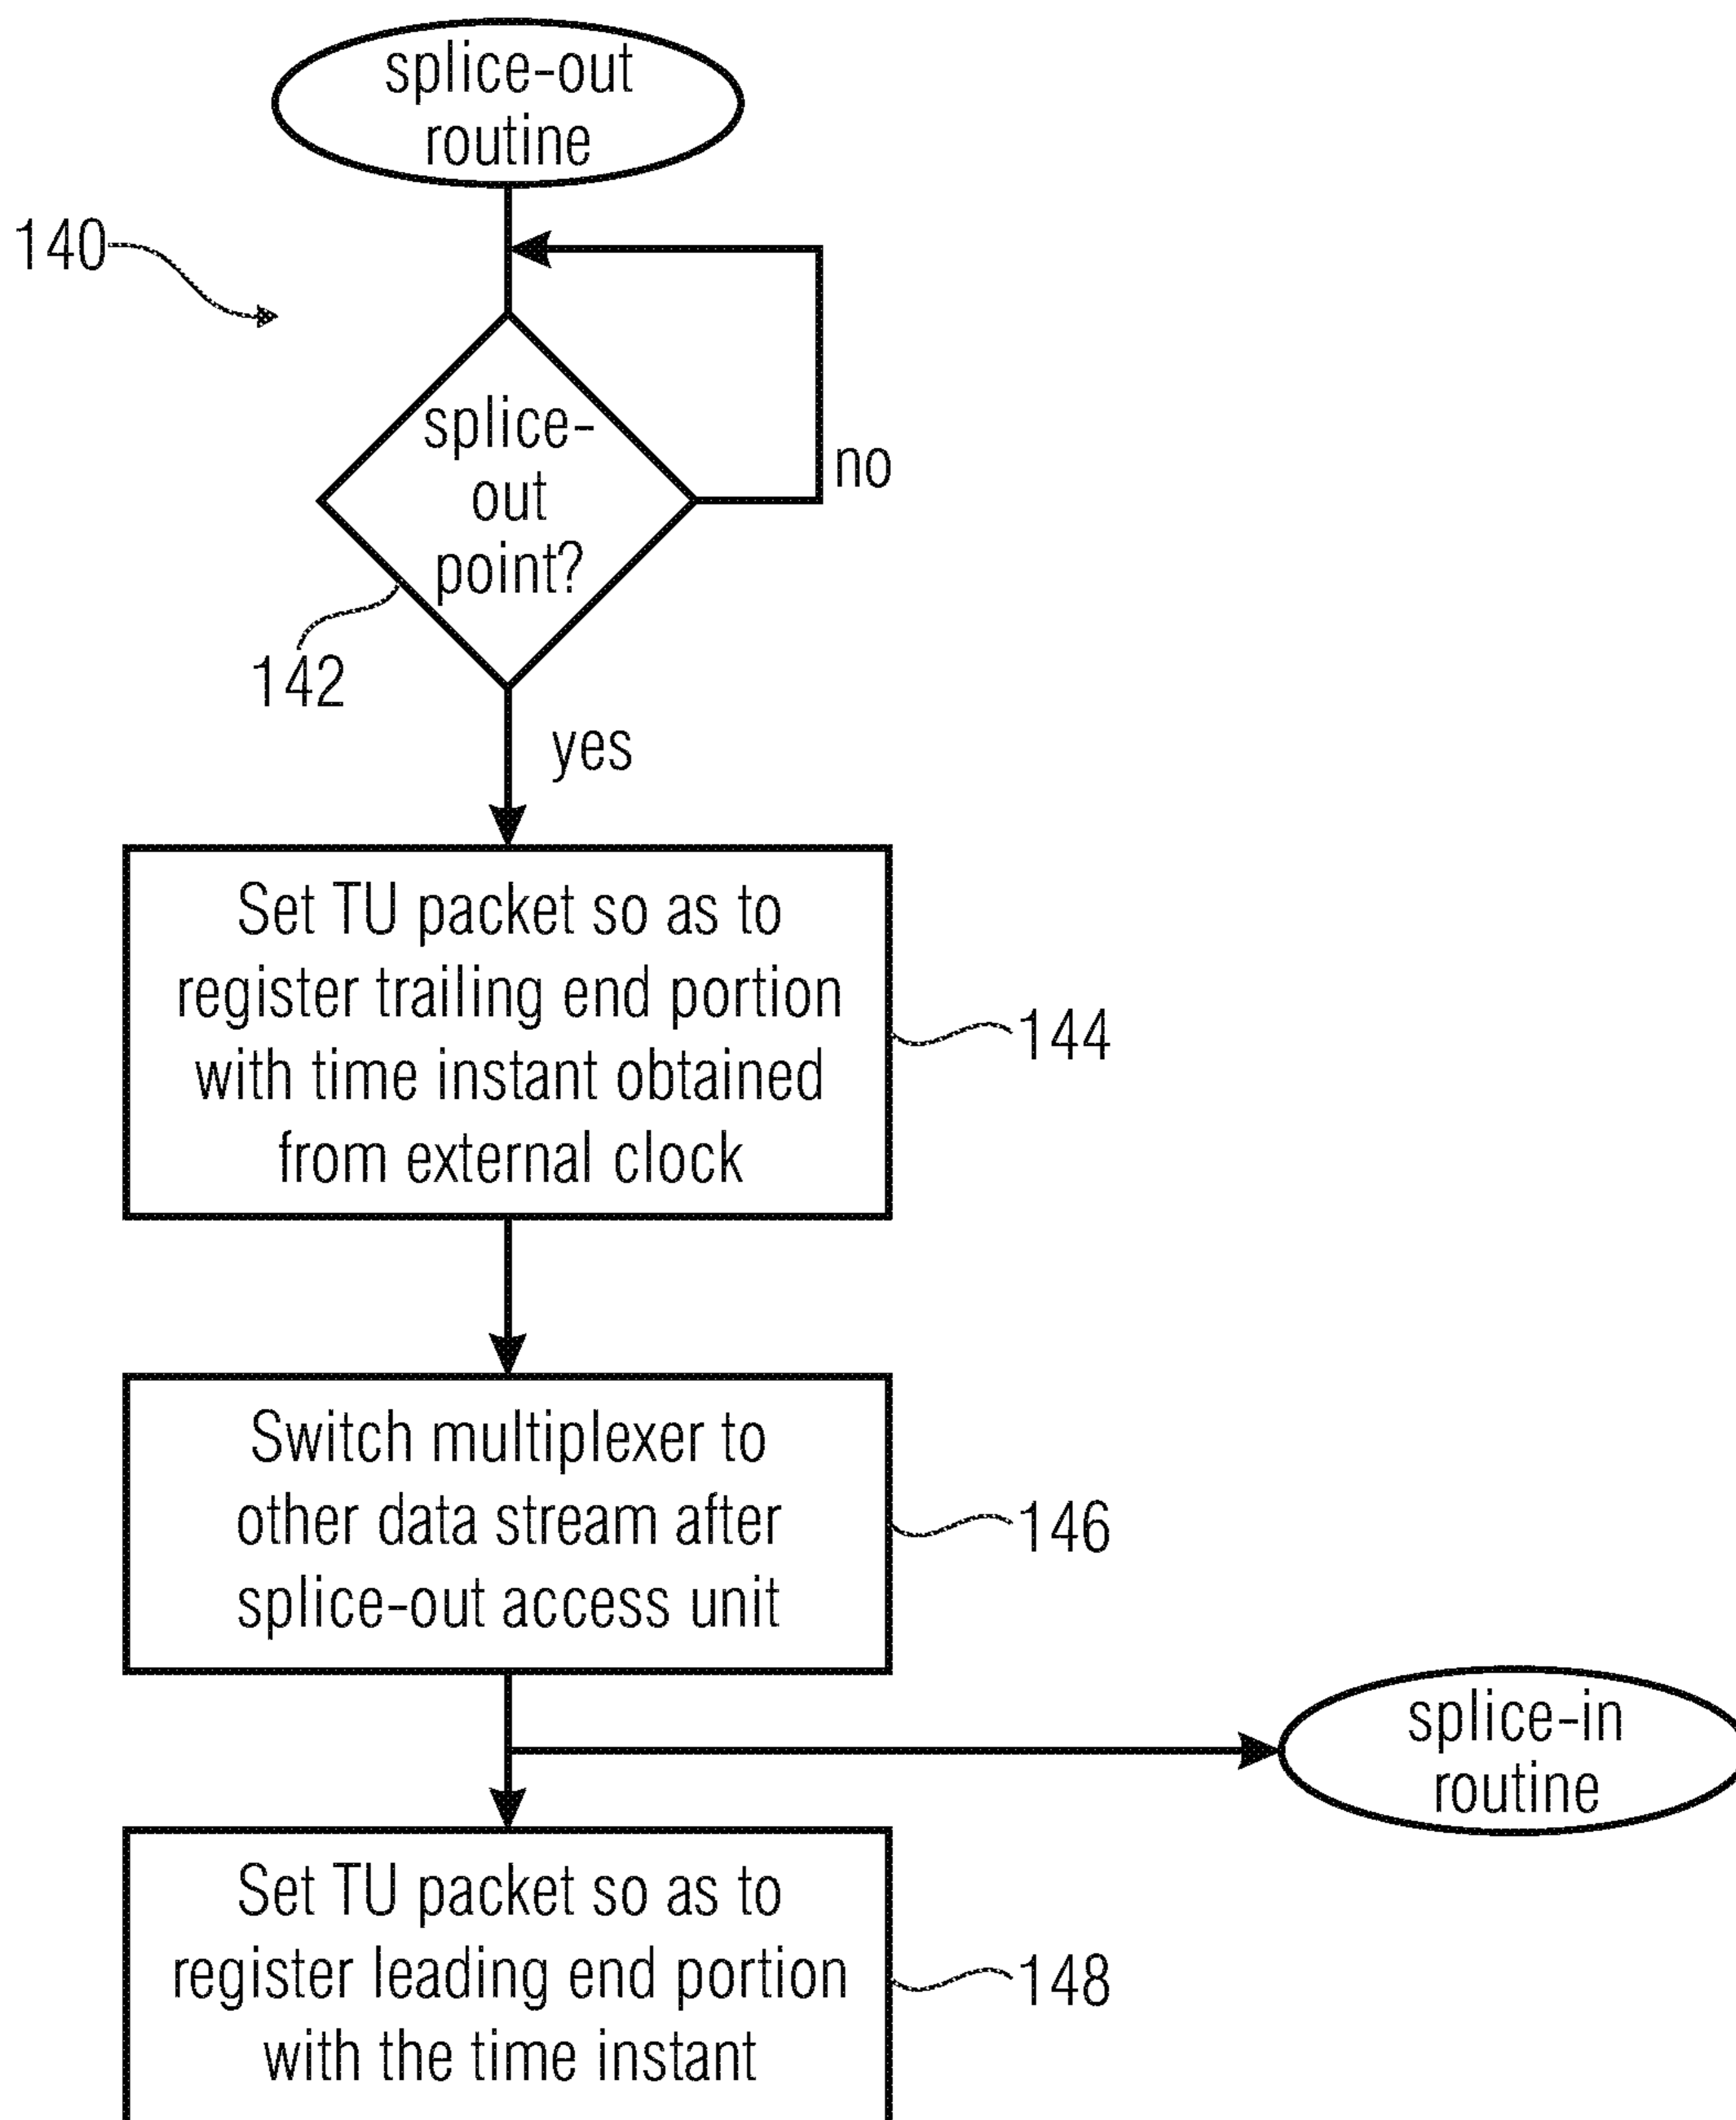 splice-out
routine
140
splice-
out
point?
no
142
yes
Set TU packet so as to
register trailing end portion
with time instant obtained
from external clock
144
Switch multiplexer to
other data stream after
splice-out access unit
146
splice-in
routine
Set TU packet so as to
register leading end portion
with the time instant
148